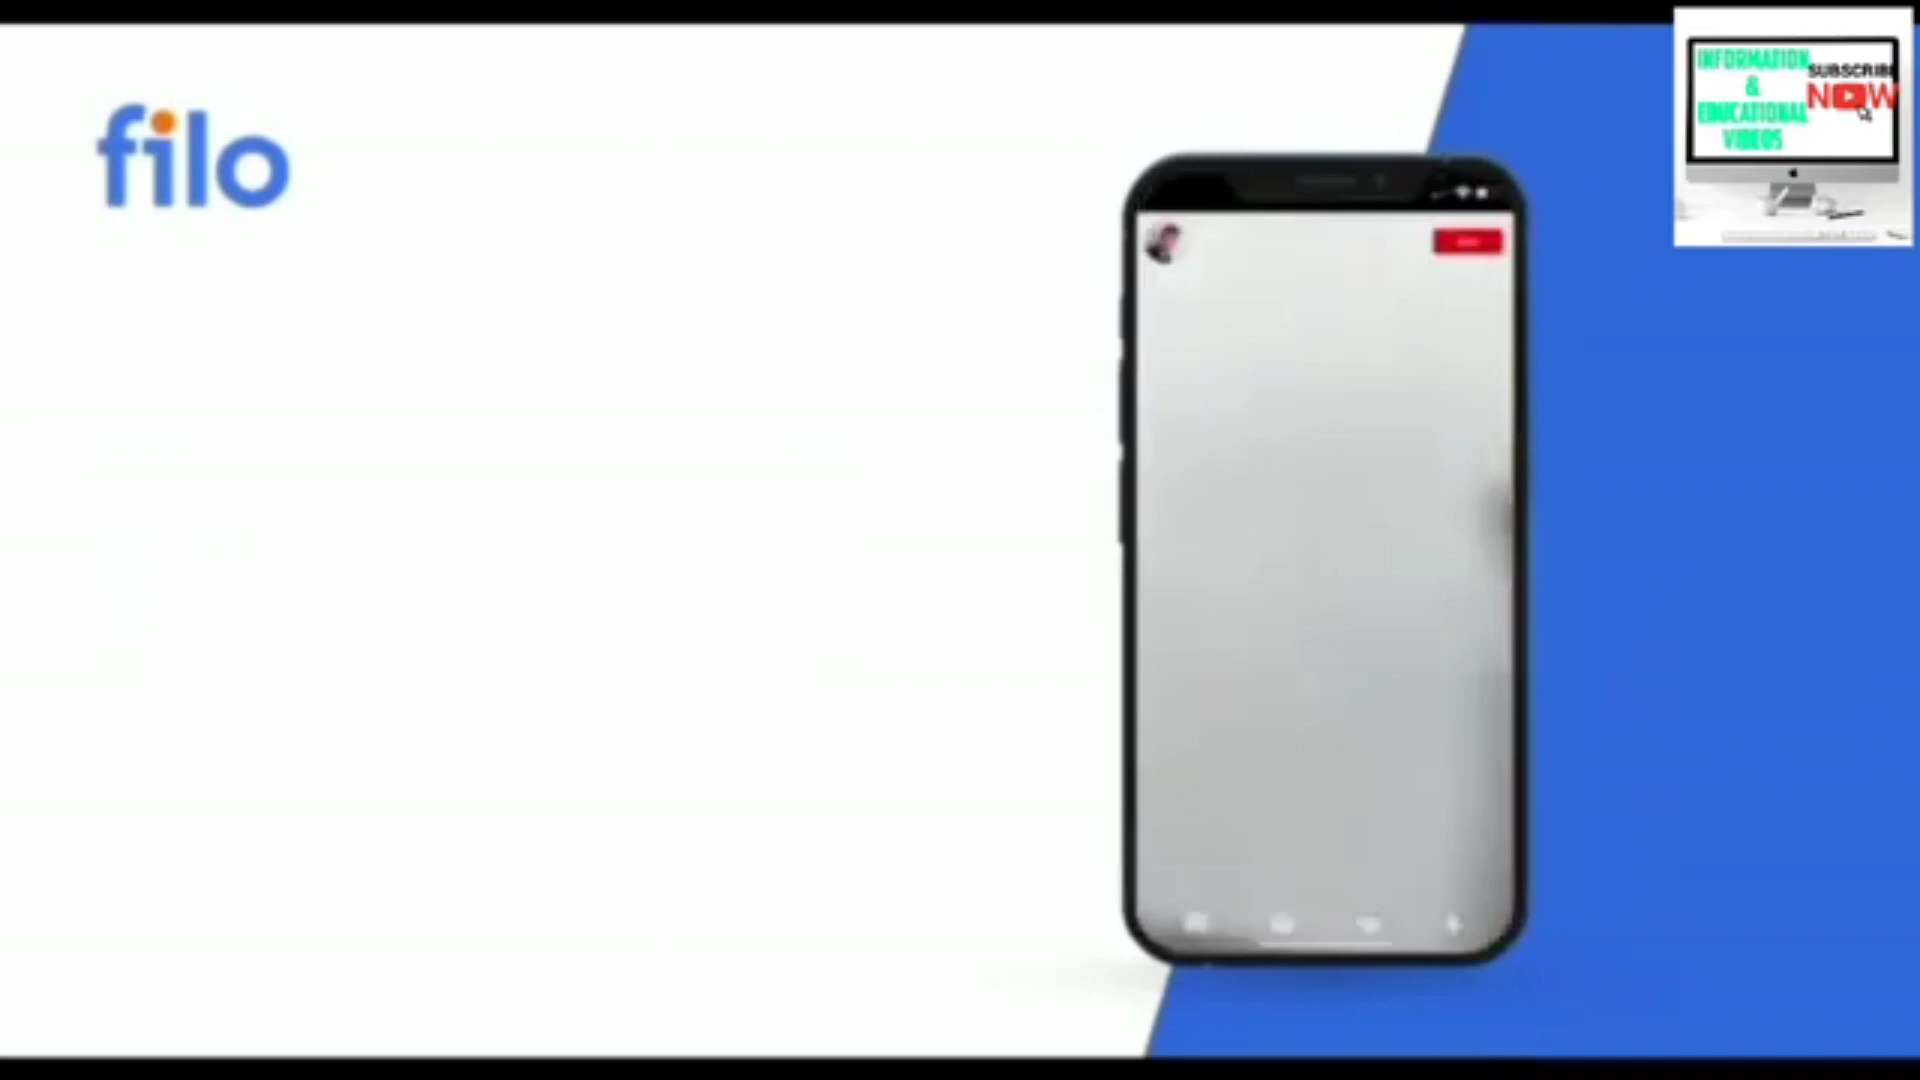 filo
INFORMATION
&
EDUCATIONAL
VIDEOS
SUBSCRIBE
NOW